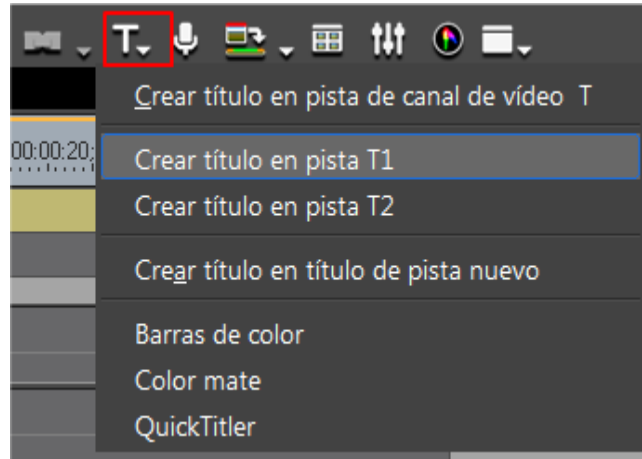 T
00:00:20;
Crear título en pista de canal de vídeo T
Crear título en pista T1
Crear título en pista T2
Crear título en título de pista nuevo
Barras de color
Color mate
QuickTitler